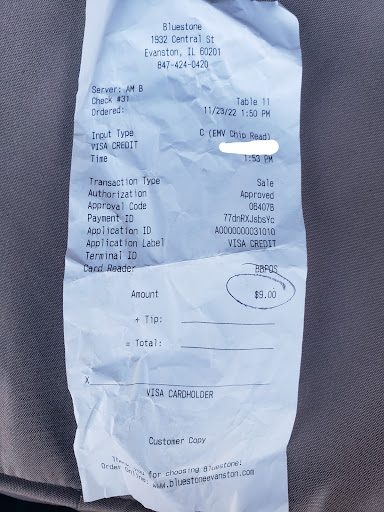 Bluestone
1932 Central St
Evanston, IL 60201
847-424-0420
Server: AM B
Check #31 Table 11
Ordered: 11/23/22 1:50 PM
Input Type C (EMV Chip Read)
VISA CREDIT
Time 1:53 PM
Transaction Type Sale
Authorization Approved
Approval Code 06407B
Payment ID 77dnRXJsbsYc
Application ID A0000000031010
Application Label VISA CREDIT
Terminal ID
Card Reader BBPOS
Amount $9.00
+ Tip:
= Total:
X
VISA CARDHOLDER
Customer Copy
you for choosing Bluestone!
Order Online: www.bluestoneevanston.com